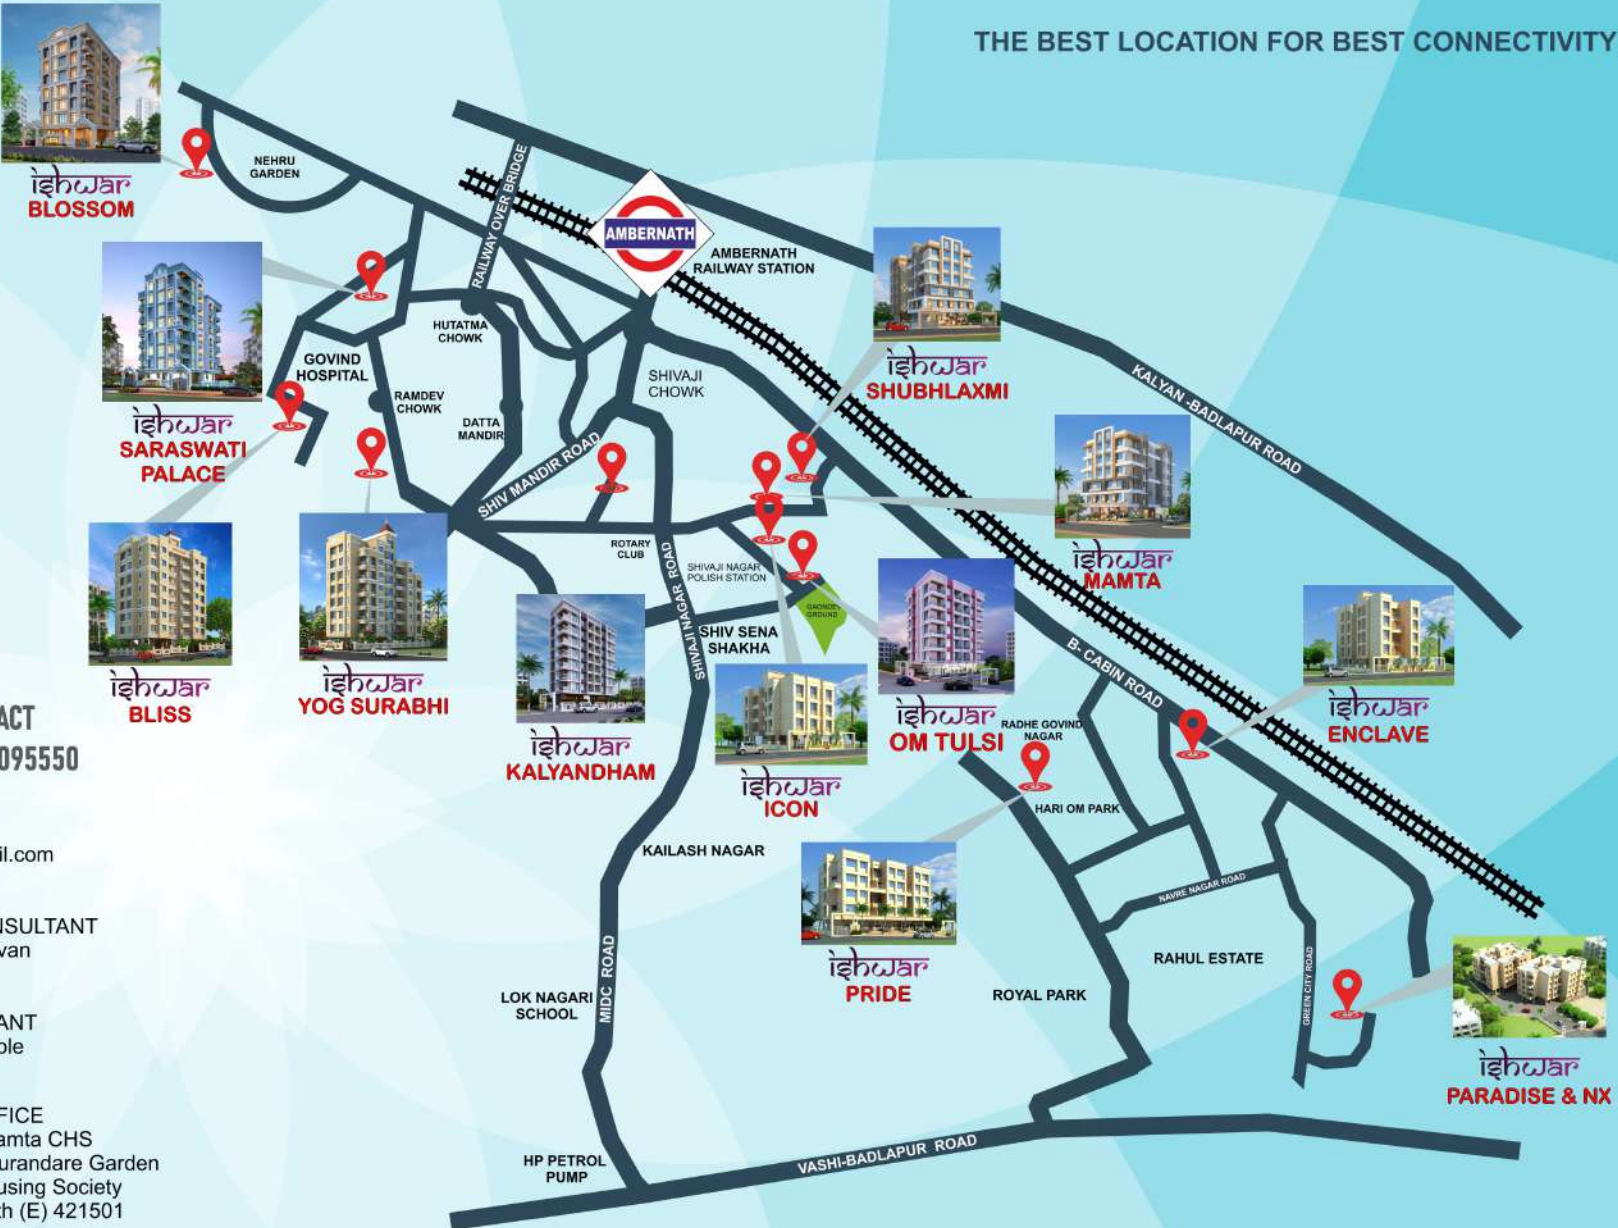 THE BEST LOCATION FOR BEST CONNECTIVITY
NEHRU
GARDEN
ishwar
BLOSSOM
RAILWAY OVER BRIDGE
AMBERNATH
AMBERNATH
RAILWAY STATION
HUTATMA
CHOWK
GOVIND
HOSPITAL
SHIVAJI
CHOWK
RAMDEV
CHOWK
DATTA
MANDIR
ishwar
SHUBHLAXMI
KALYAN -BADLAPUR ROAD
ishwar
SARASWATI
PALACE
SHIV MANDIR ROAD
ROTARY
CLUB
SHIVAJI NAGAR
POLISH STATION
SHIVAJI NAGAR ROAD
ishwar
MAMTA
GAONDEV
GROUND
SHIV SENA
SHAKHA
B- CABIN ROAD
ishwar
BLISS
ishwar
YOG SURABHI
ishwar
KALYANDHAM
ishwar
ICON
ishwar
OM TULSI
RADHE GOVIND
NAGAR
ishwar
ENCLAVE
HARI OM PARK
KAILASH NAGAR
NAVRE NAGAR ROAD
ishwar
PRIDE
RAHUL ESTATE
ROYAL PARK
GREEN CITY ROAD
LOK NAGARI
SCHOOL
MIDC ROAD
ishwar
PARADISE & NX
HP PETROL
PUMP
VASHI-BADLAPUR ROAD
ACT
095550
il.com
NSULTANT
van
ANT
ole
FICE
amta CHS
urandare Garden
using Society
th (E) 421501